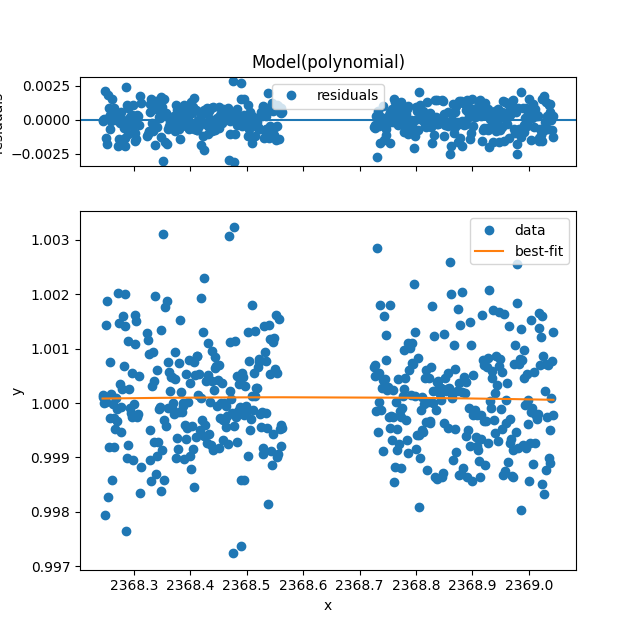 Model(polynomial)
0.0025
0.0000
−0.0025
residuals
residuals
1.003
1.002
1.001
1.000
0.999
0.998
0.997
y
data
best-fit
2368.3 2368.4 2368.5 2368.6 2368.7 2368.8 2368.9 2369.0
x